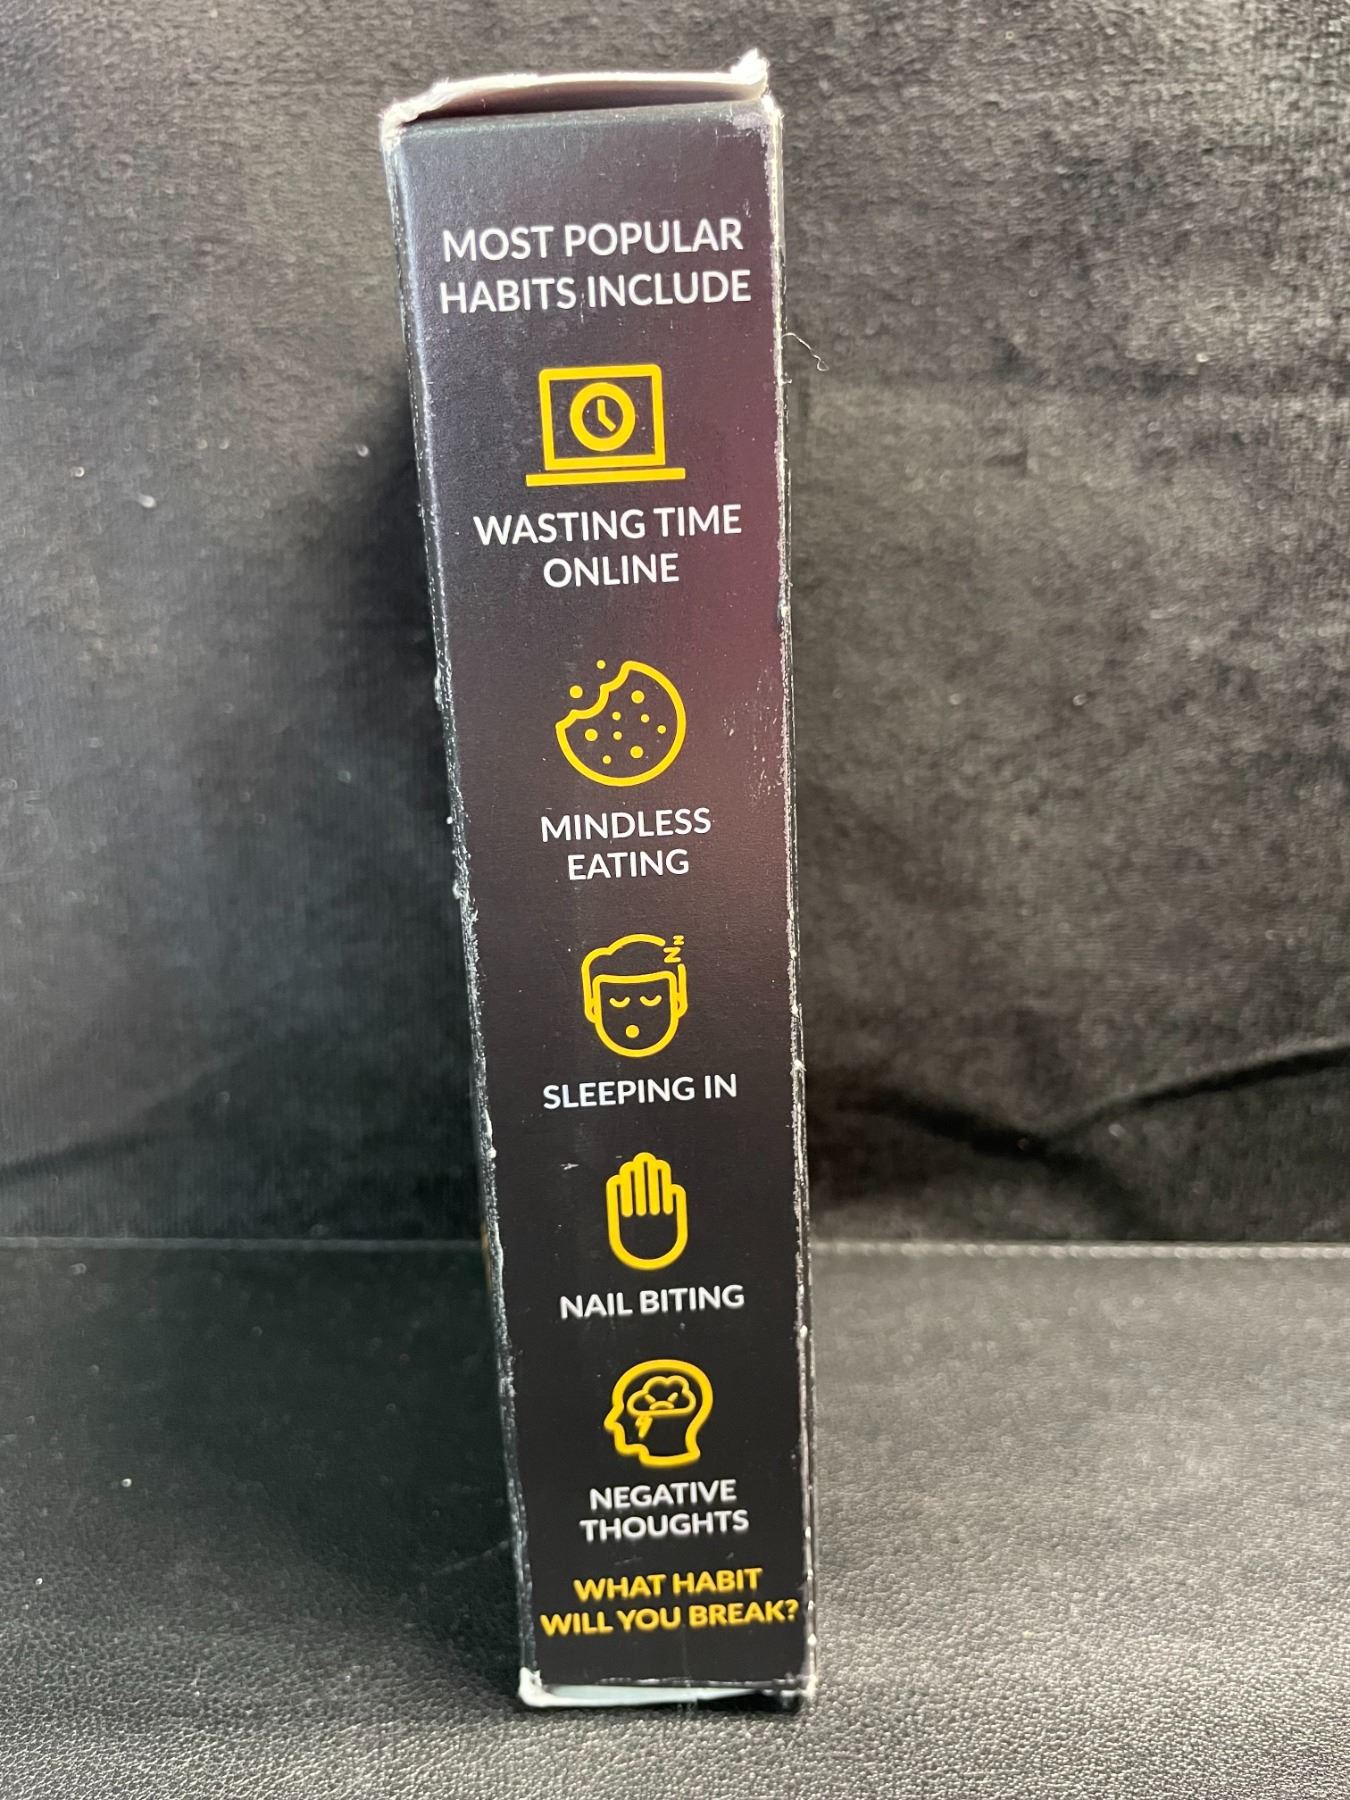 MOST POPULAR
HABITS INCLUDE
WASTING TIME
ONLINE
MINDLESS
EATING
z
z
SLEEPING IN
NAIL BITING
NEGATIVE
THOUGHTS
WHAT HABIT
WILL YOU BREAK?